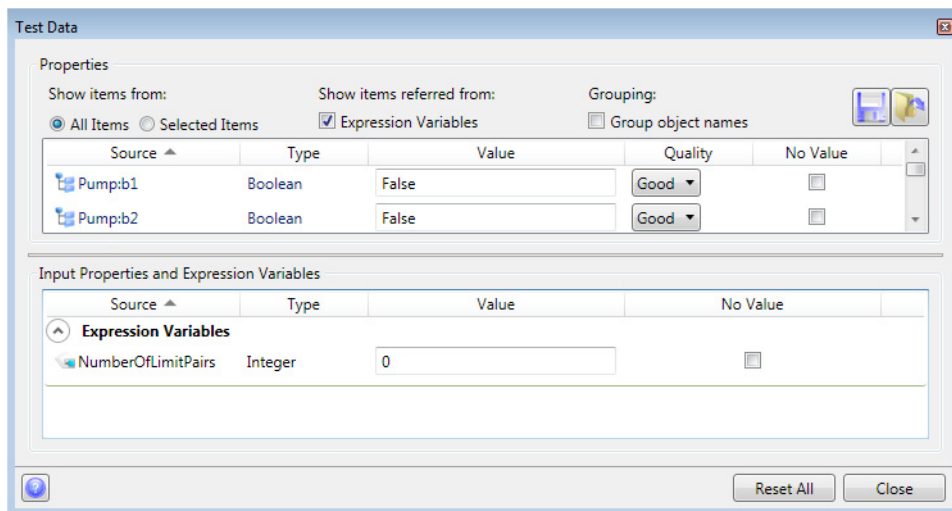 Test Data
Properties
Show items from: Show items referred from: Grouping:
All Items Selected Items Expression Variables Group object names
Source Type Value Quality No Value
Pump:b1 Boolean False Good
Pump:b2 Boolean False Good
Input Properties and Expression Variables
Source Type Value No Value
Expression Variables
NumberOfLimitPairs Integer 0
? Reset All Close